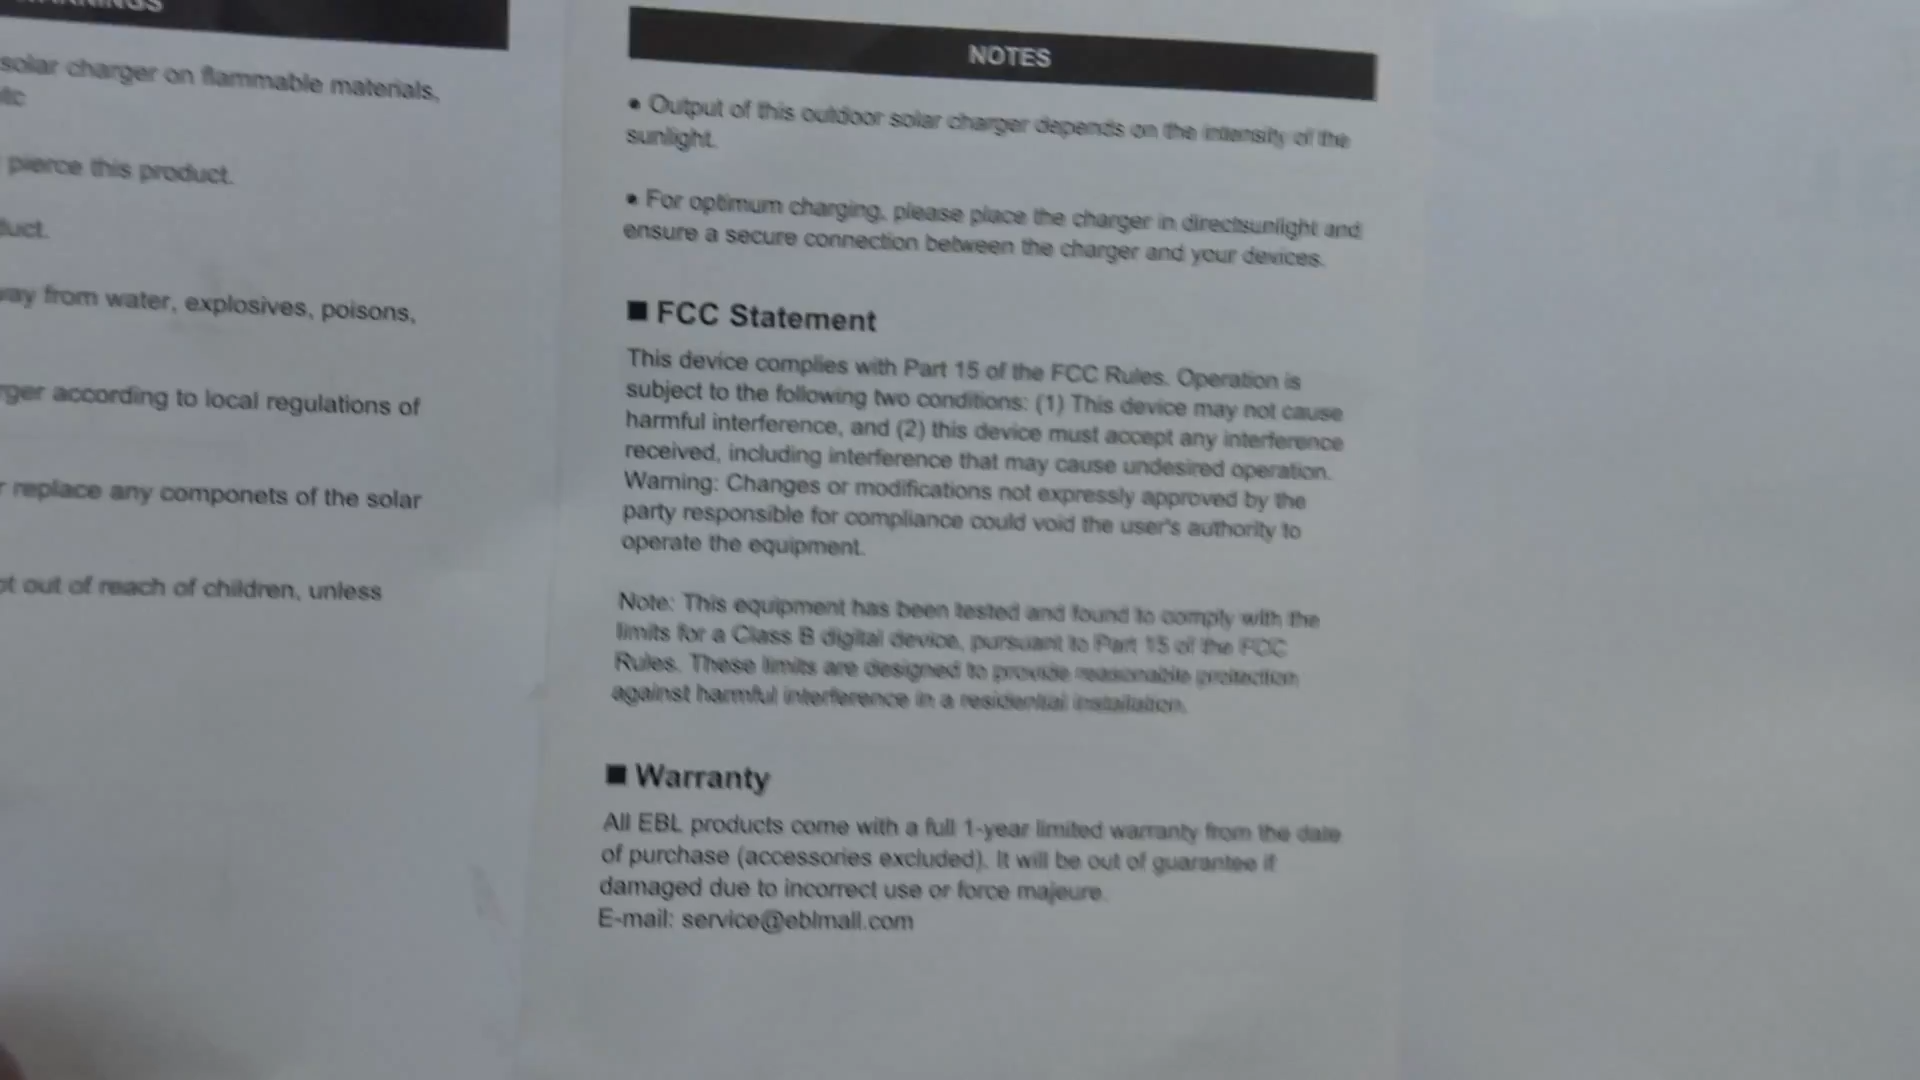 WARNINGS
solar charger on flammable materials,
etc
pierce this product.
duct.
way from water, explosives, poisons,
rger according to local regulations of
r replace any componets of the solar
pt out of reach of children, unless
NOTES
• Output of this outdoor solar charger depends on the intensity of the
sunlight.
• For optimum charging, please place the charger in directsunlight and
ensure a secure connection between the charger and your devices.
■ FCC Statement
This device complies with Part 15 of the FCC Rules. Operation is
subject to the following two conditions: (1) This device may not cause
harmful interference, and (2) this device must accept any interference
received, including interference that may cause undesired operation.
Warning: Changes or modifications not expressly approved by the
party responsible for compliance could void the user's authority to
operate the equipment.
Note: This equipment has been tested and found to comply with the
limits for a Class B digital device, pursuant to Part 15 of the FCC
Rules. These limits are designed to provide reasonable protection
against harmful interference in a residential installation.
■ Warranty
All EBL products come with a full 1-year limited warranty from the date
of purchase (accessories excluded). It will be out of guarantee if
damaged due to incorrect use or force majeure.
E-mail: service@eblmall.com